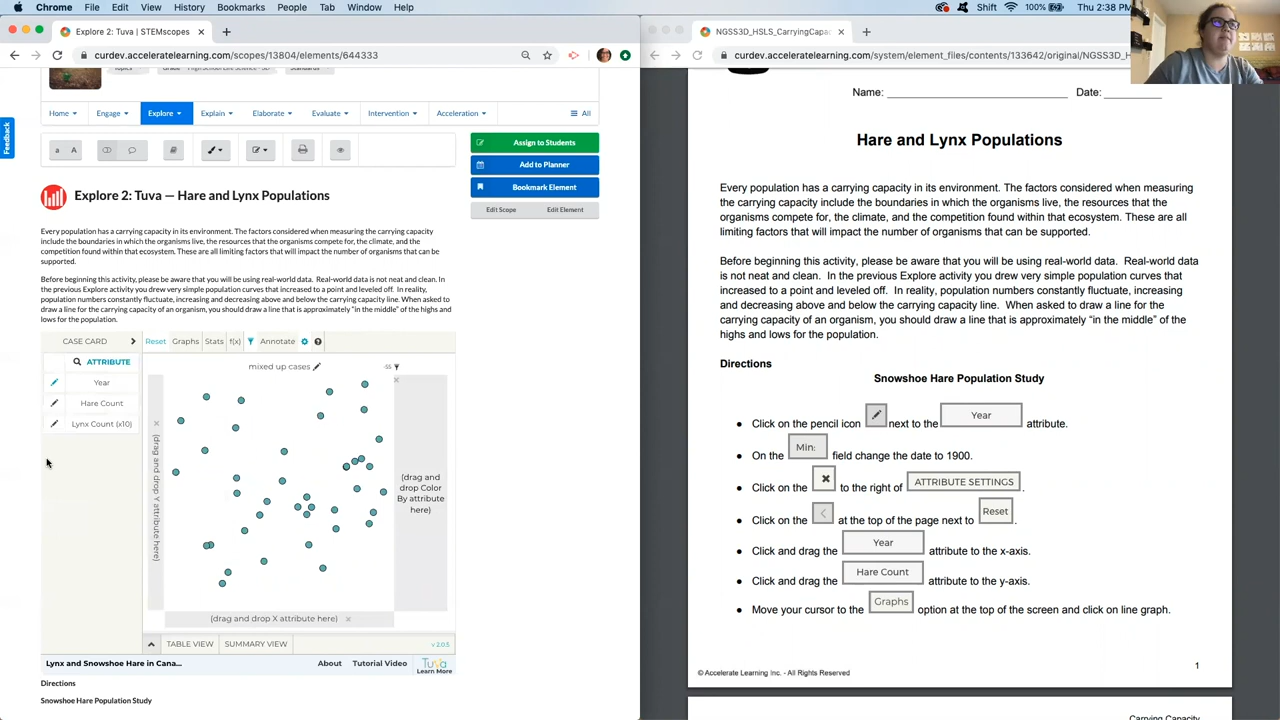 Chrome File Edit View History Bookmarks People Tab Window Help
Shift 100% Thu 2:38 PM
Explore 2: Tuva | STEMscopes
curdev.acceleratelearning.com/scopes/13804/elements/644333
Home Engage Explore Explain Elaborate Evaluate Intervention Acceleration All
Feedback
a A
Assign to Students
Add to Planner
Bookmark Element
Edit Scope Edit Element
Explore 2: Tuva — Hare and Lynx Populations
Every population has a carrying capacity in its environment. The factors considered when measuring the carrying capacity
include the boundaries in which the organisms live, the resources that the organisms compete for, the climate, and the
competition found within that ecosystem. These are all limiting factors that will impact the number of organisms that can be
supported.
Before beginning this activity, please be aware that you will be using real-world data. Real-world data is not neat and clean. In
the previous Explore activity you drew very simple population curves that increased to a point and leveled off. In reality,
population numbers constantly fluctuate, increasing and decreasing above and below the carrying capacity line. When asked to
draw a line for the carrying capacity of an organism, you should draw a line that is approximately "in the middle" of the highs and
lows for the population.
CASE CARD
Reset Graphs Stats f(x) Annotate
ATTRIBUTE
Year
Hare Count
Lynx Count (x10)
mixed up cases
55
(drag and drop Y attribute here)
(drag and
drop Color
By attribute
here)
(drag and drop X attribute here)
TABLE VIEW SUMMARY VIEW
v 2.0.5
Lynx and Snowshoe Hare in Cana...
About Tutorial Video
Tuva
Learn More
Directions
Snowshoe Hare Population Study
NGSS3D_HSLS_CarryingCapa
curdev.acceleratelearning.com/system/element_files/contents/133642/original/NGSS3D_H
Name: Date:
Hare and Lynx Populations
Every population has a carrying capacity in its environment. The factors considered when measuring
the carrying capacity include the boundaries in which the organisms live, the resources that the
organisms compete for, the climate, and the competition found within that ecosystem. These are all
limiting factors that will impact the number of organisms that can be supported.
Before beginning this activity, please be aware that you will be using real-world data. Real-world data
is not neat and clean. In the previous Explore activity you drew very simple population curves that
increased to a point and leveled off. In reality, population numbers constantly fluctuate, increasing
and decreasing above and below the carrying capacity line. When asked to draw a line for the
carrying capacity of an organism, you should draw a line that is approximately "in the middle" of the
highs and lows for the population.
Directions
Snowshoe Hare Population Study
● Click on the pencil icon next to the Year attribute.
● On the Min: field change the date to 1900.
● Click on the × to the right of ATTRIBUTE SETTINGS.
● Click on the < at the top of the page next to Reset.
● Click and drag the Year attribute to the x-axis.
● Click and drag the Hare Count attribute to the y-axis.
● Move your cursor to the Graphs option at the top of the screen and click on line graph.
1
© Accelerate Learning Inc. - All Rights Reserved
Carrying Capacity